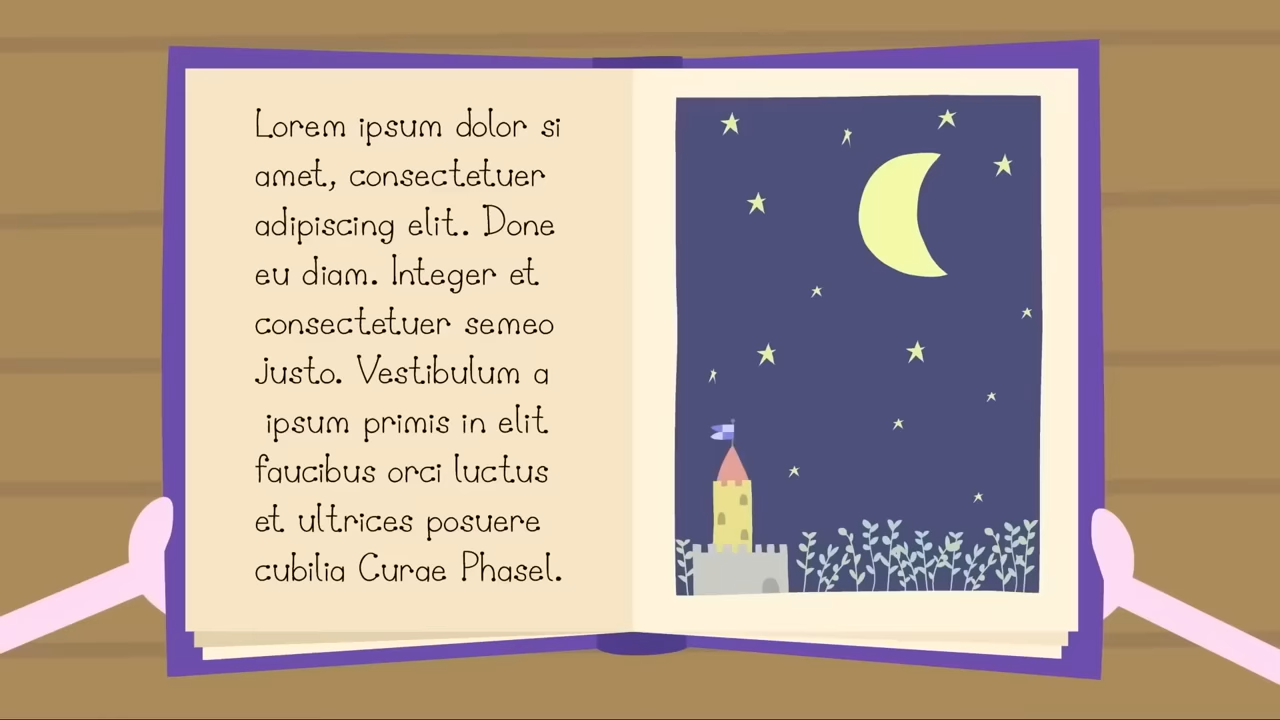 Lorem ipsum dolor si
amet, consectetuer
adipiscing elit. Done
eu diam. Integer et
consectetuer semeo
justo. Vestibulum a
ipsum primis in elit
faucibus orci luctus
et ultrices posuere
cubilia Curae Phasel.